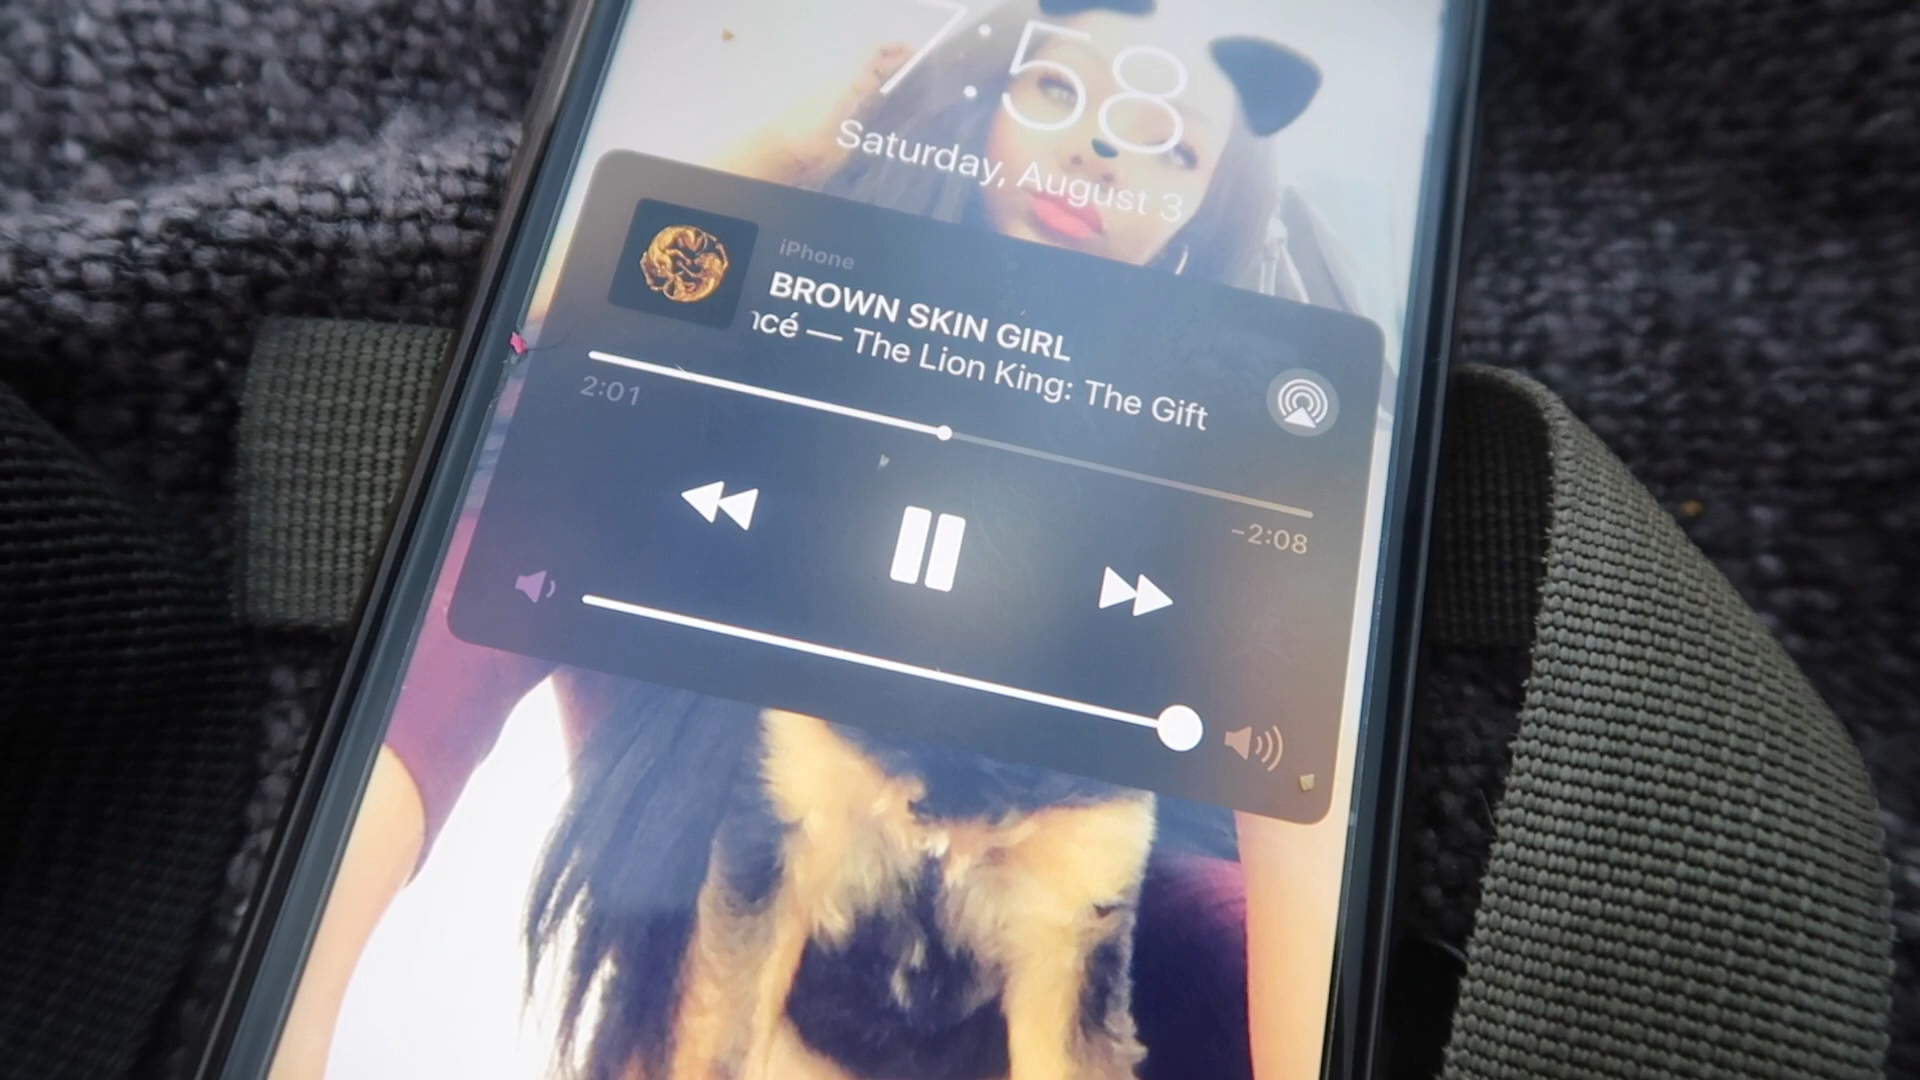 7:58
Saturday, August 3
iPhone
BROWN SKIN GIRL
ncé — The Lion King: The Gift
2:01
-2:08